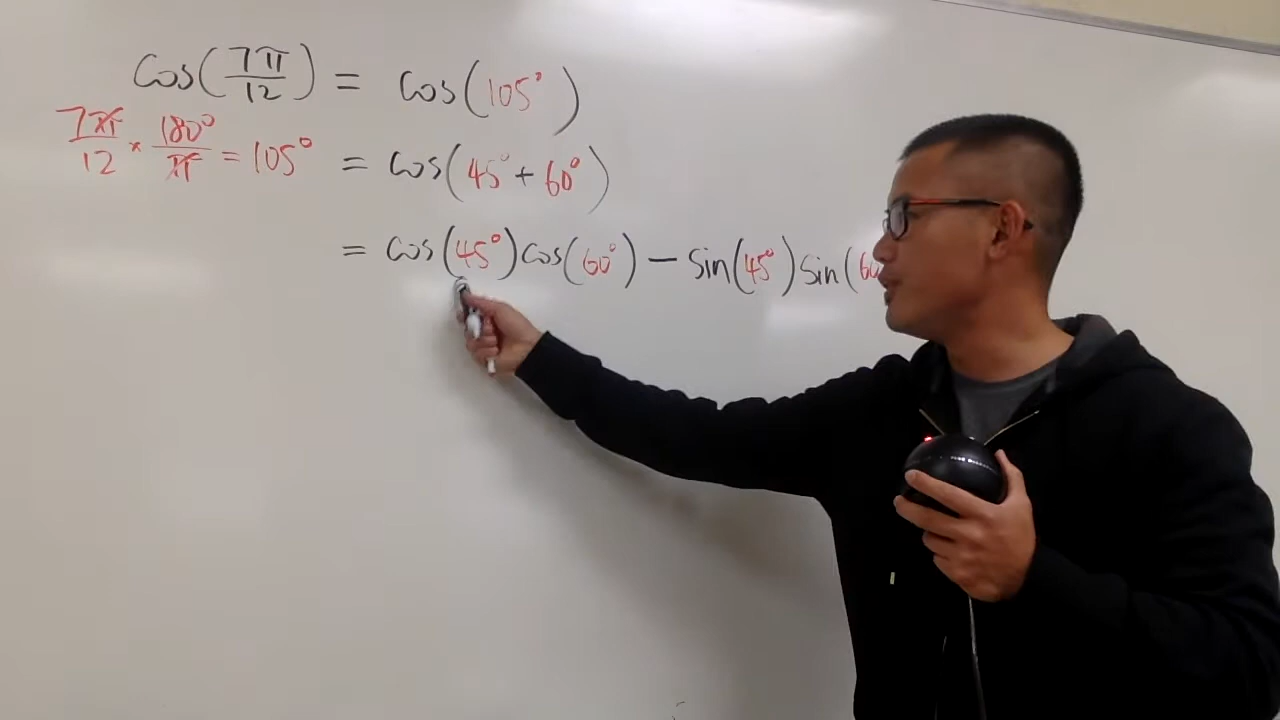 cos(7π/12) = cos(105°)
7π/12 × 180°/π = 105°
= cos(45° + 60°)
= cos(45°)cos(60°) − sin(45°)sin(60